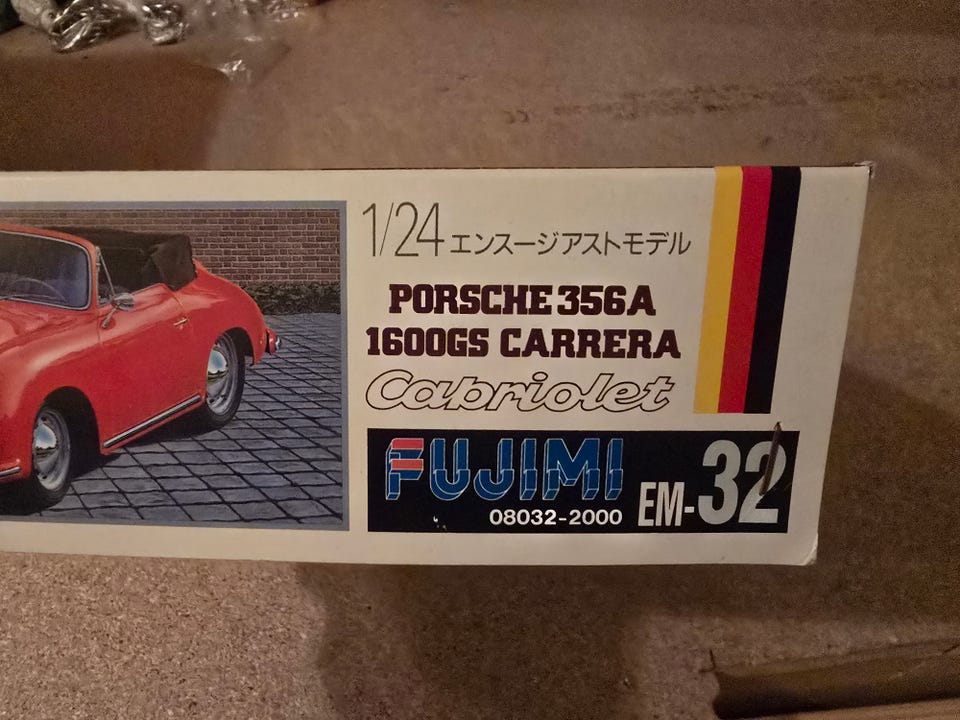 1/24 エンスージアストモデル
PORSCHE 356A
1600GS CARRERA
Cabriolet
FUJIMI
08032-2000
EM-32